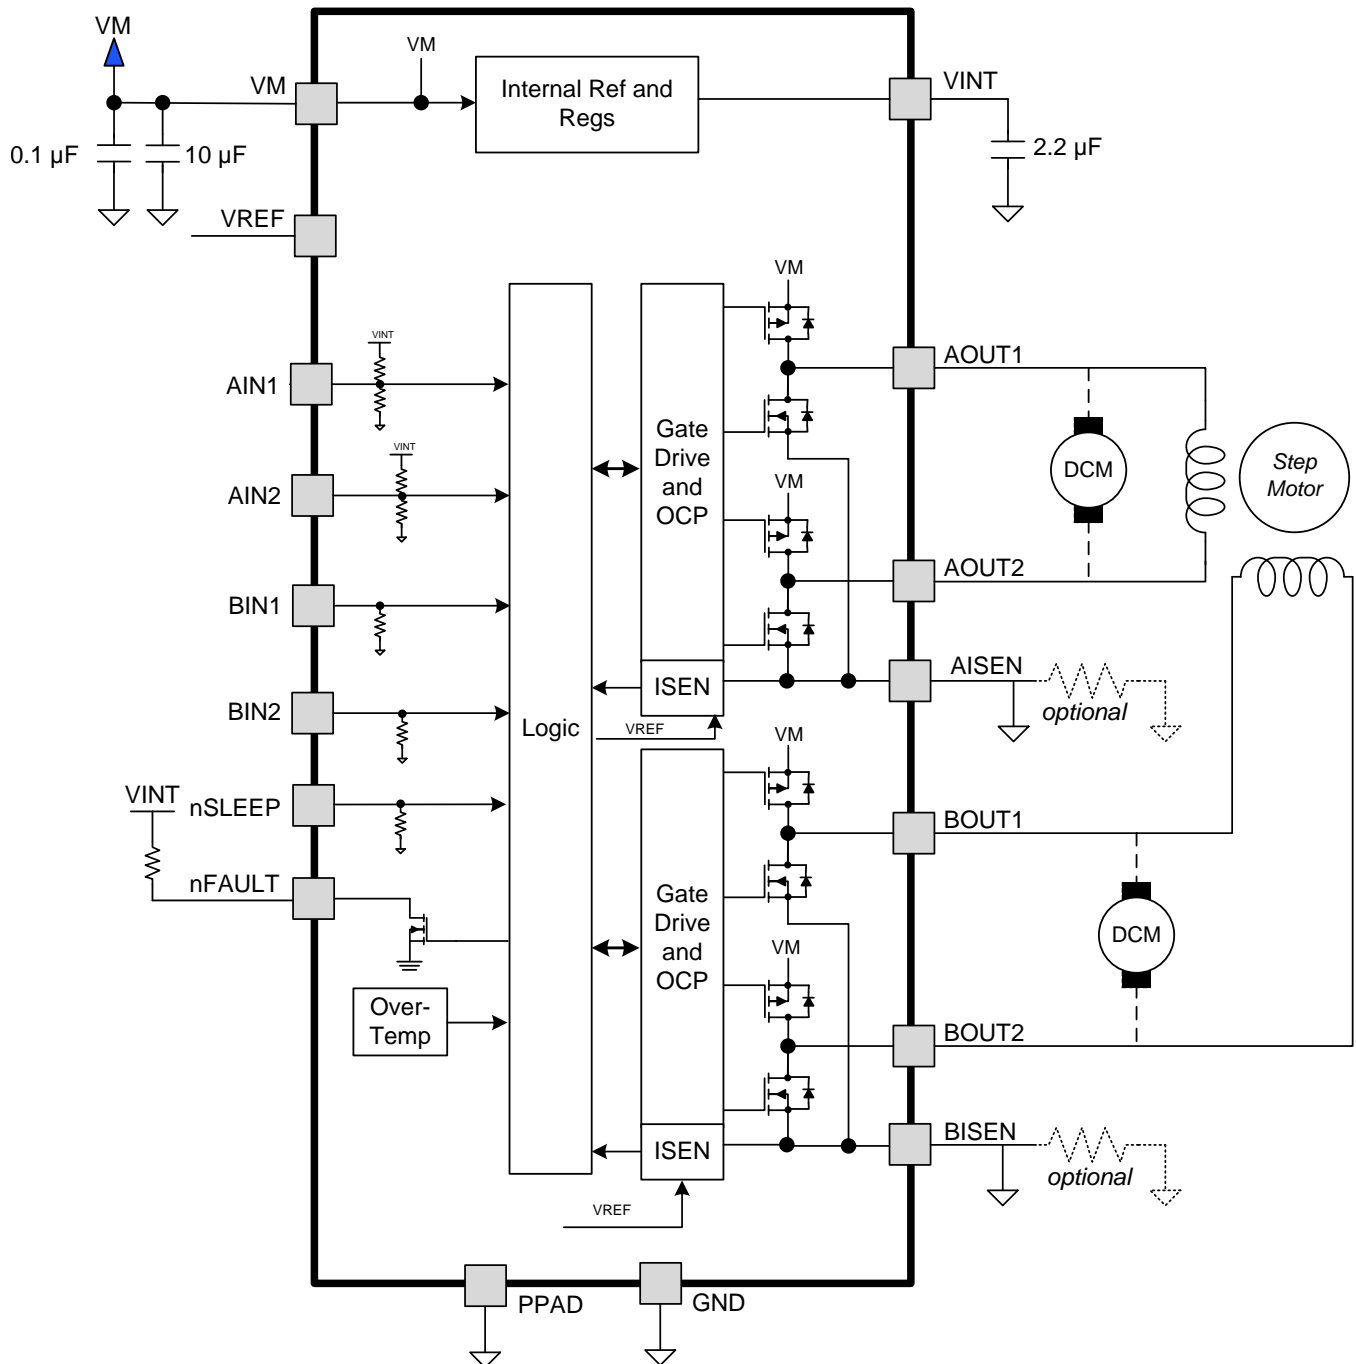 VM
VM
VM
Internal Ref and
Regs
VINT
0.1 µF
10 µF
2.2 µF
VREF
VM
VINT
AIN1
AOUT1
VINT
Gate
Drive
and
OCP
DCM
Step
Motor
AIN2
VM
AOUT2
BIN1
ISEN
AISEN
optional
BIN2
Logic
VREF
VM
VINT
nSLEEP
BOUT1
nFAULT
Gate
Drive
and
OCP
DCM
VM
Over-
Temp
BOUT2
ISEN
BISEN
optional
VREF
PPAD
GND